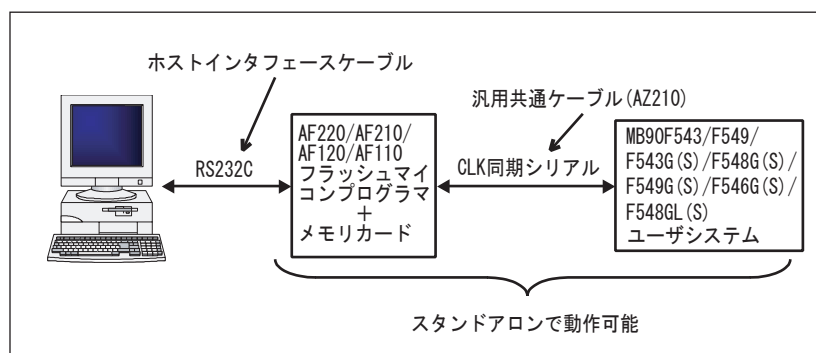 ホストインタフェースケーブル
汎用共通ケーブル(AZ210)
RS232C
AF220/AF210/
AF120/AF110
フラッシュマイ
コンプログラマ
+
メモリカード
CLK同期シリアル
MB90F543/F549/
F543G(S)/F548G(S)/
F549G(S)/F546G(S)/
F548GL(S)
ユーザシステム
スタンドアロンで動作可能